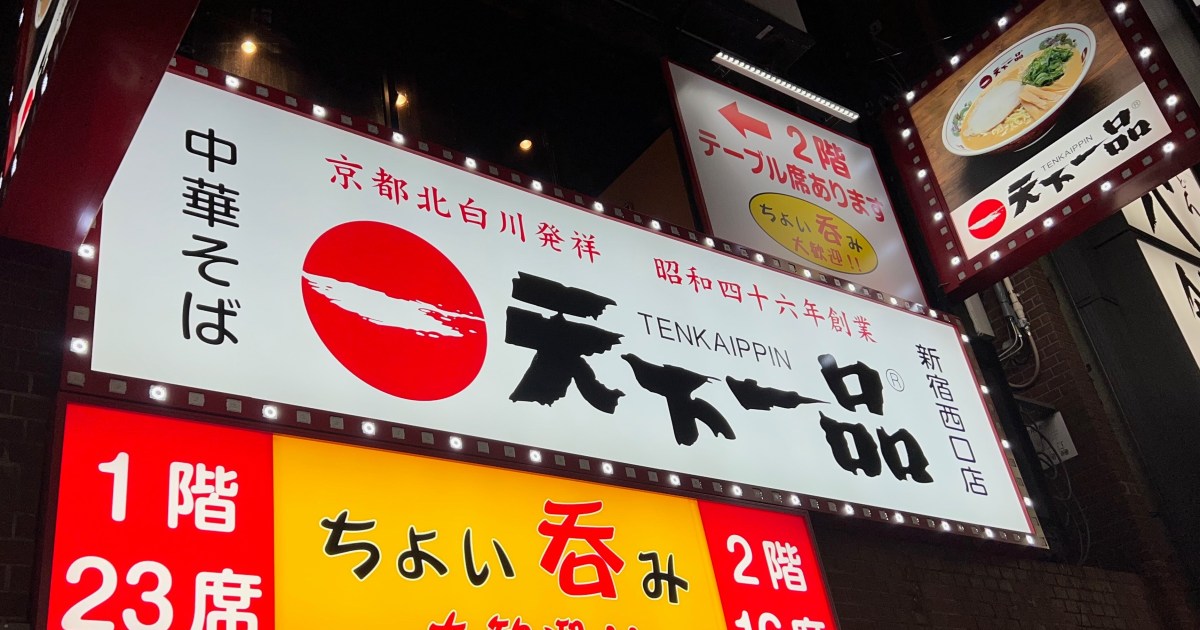 中華そば
京都北白川発祥
昭和四十六年創業
天下一品®
TENKAIPPIN
新宿西口店
2階
テーブル席あります
ちょい呑み
大歓迎!!
天下一品®
TENKAIPPIN
1階
23席
ちょい呑み
大歓迎!!
2階